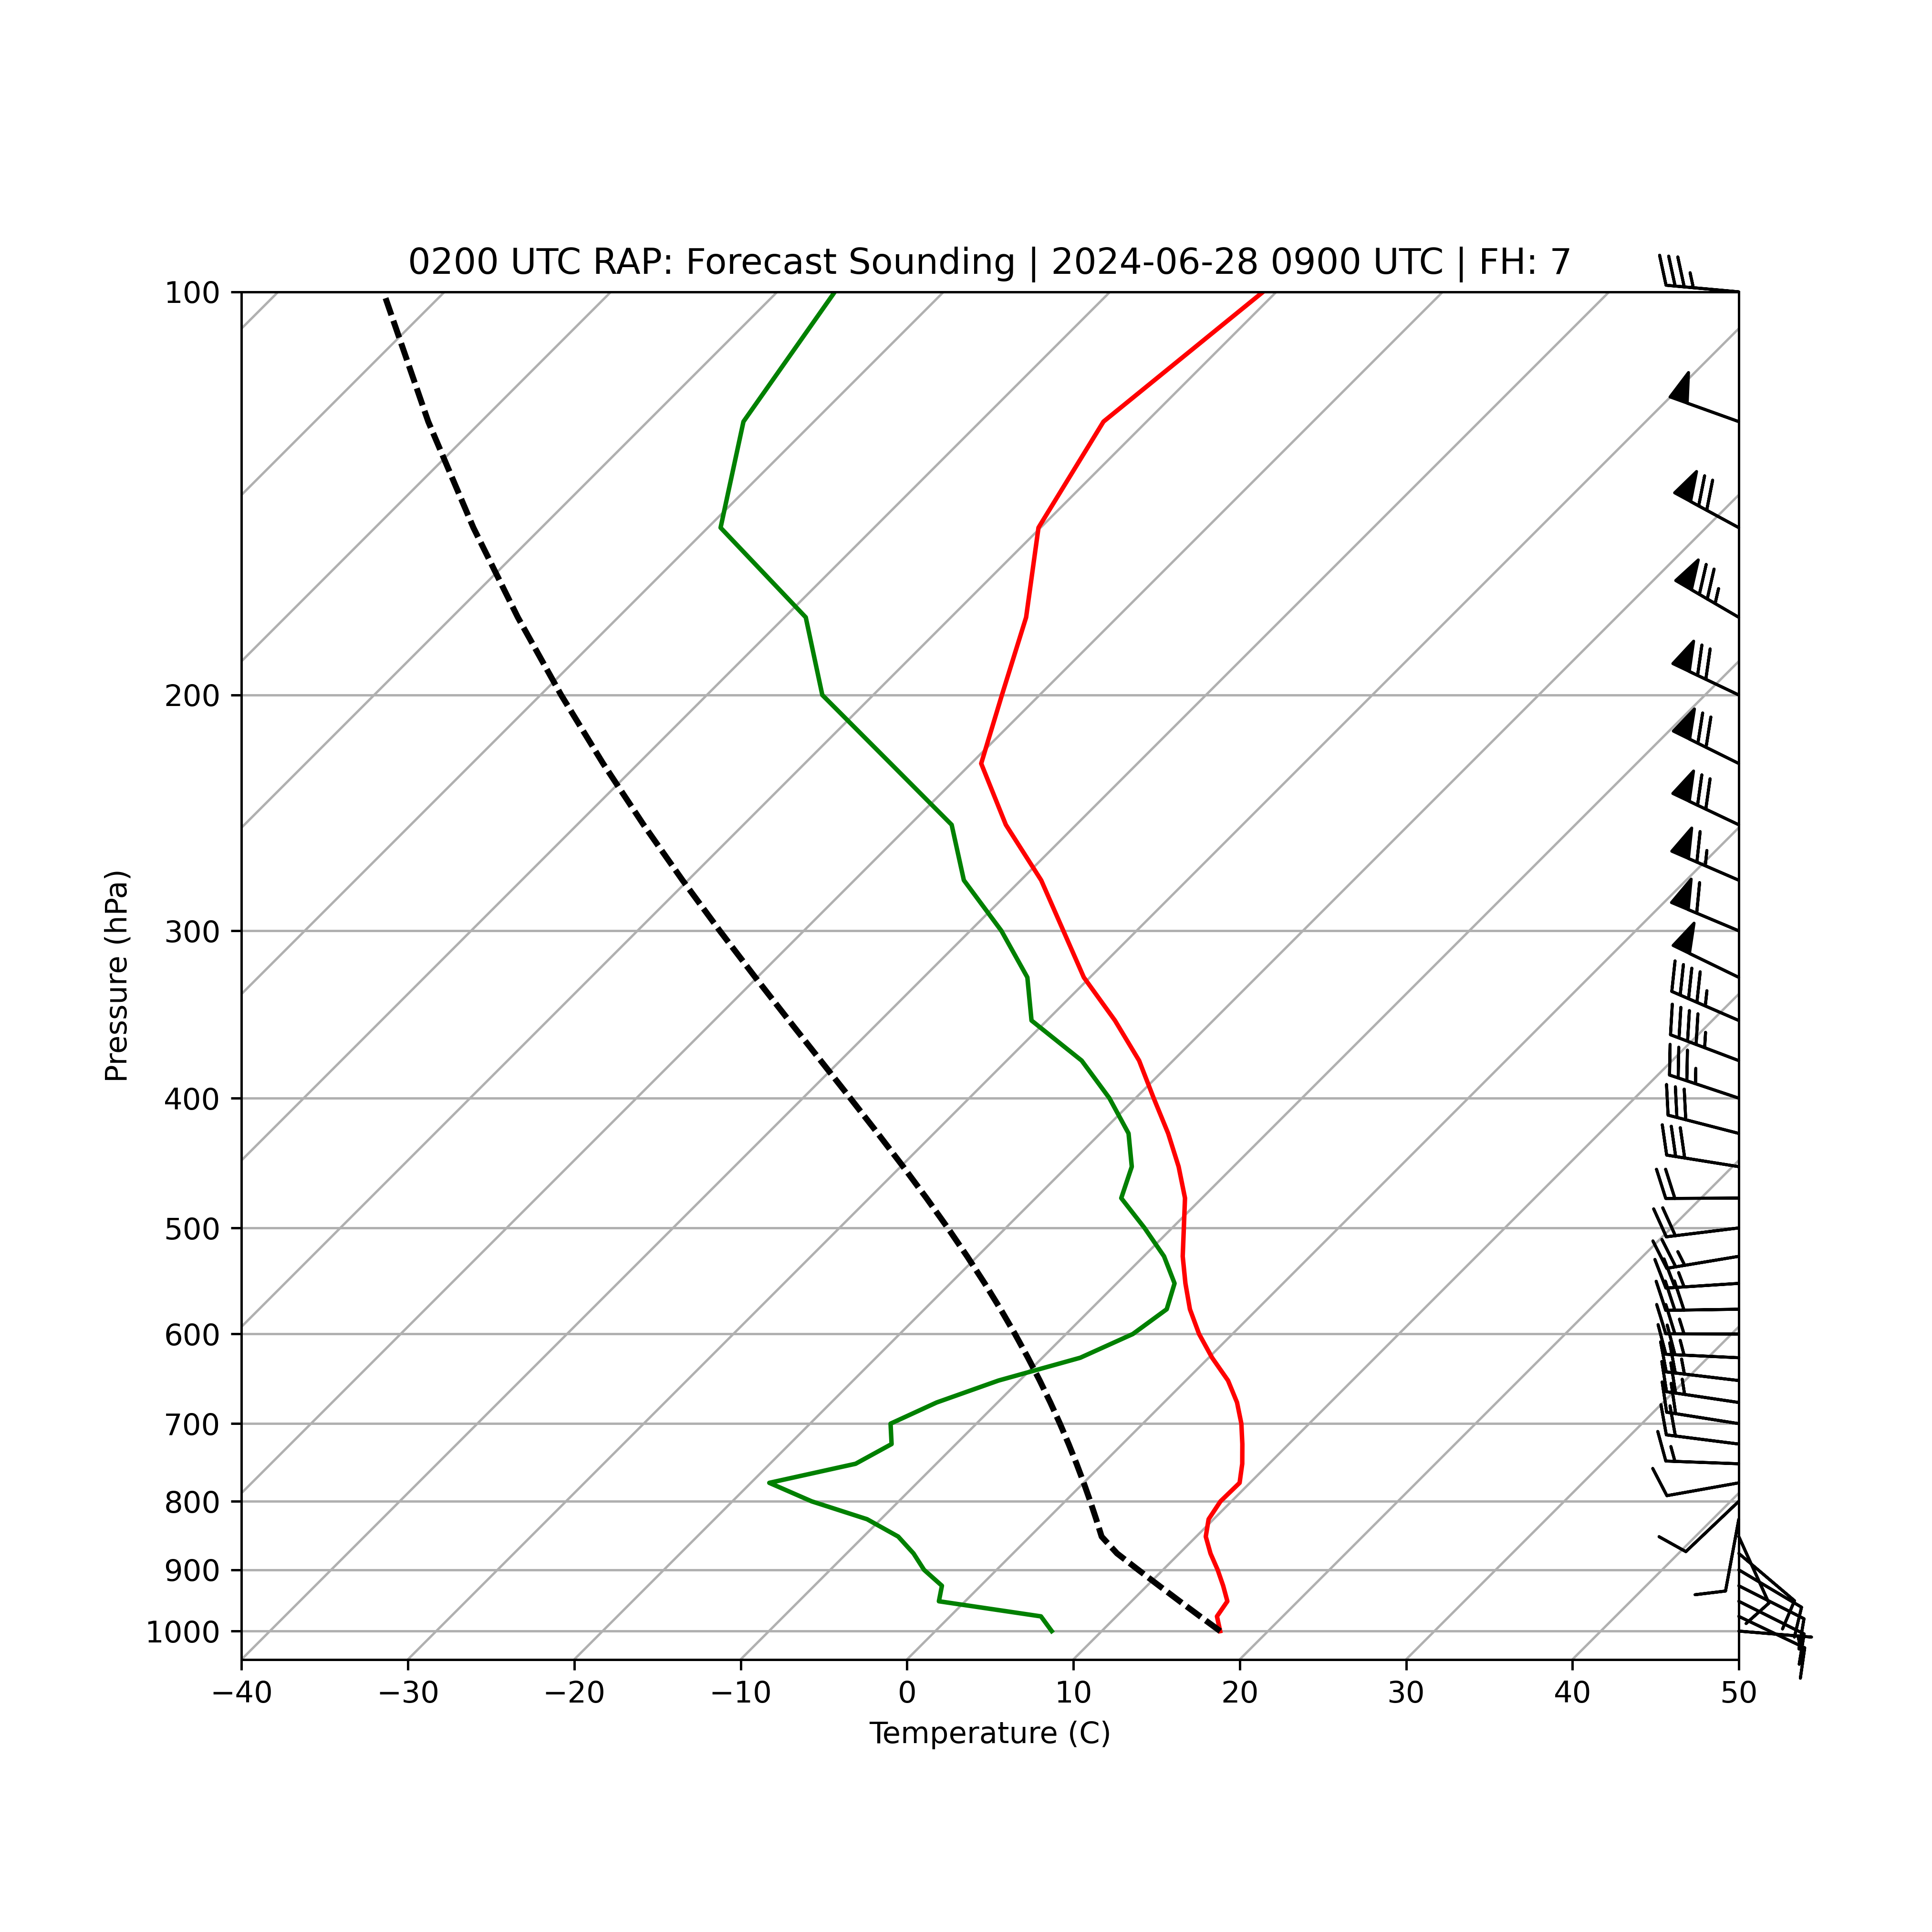 0200 UTC RAP: Forecast Sounding | 2024-06-28 0900 UTC | FH: 7
100
200
300
400
500
600
700
800
900
1000
Pressure (hPa)
−40 −30 −20 −10 0 10 20 30 40 50
Temperature (C)